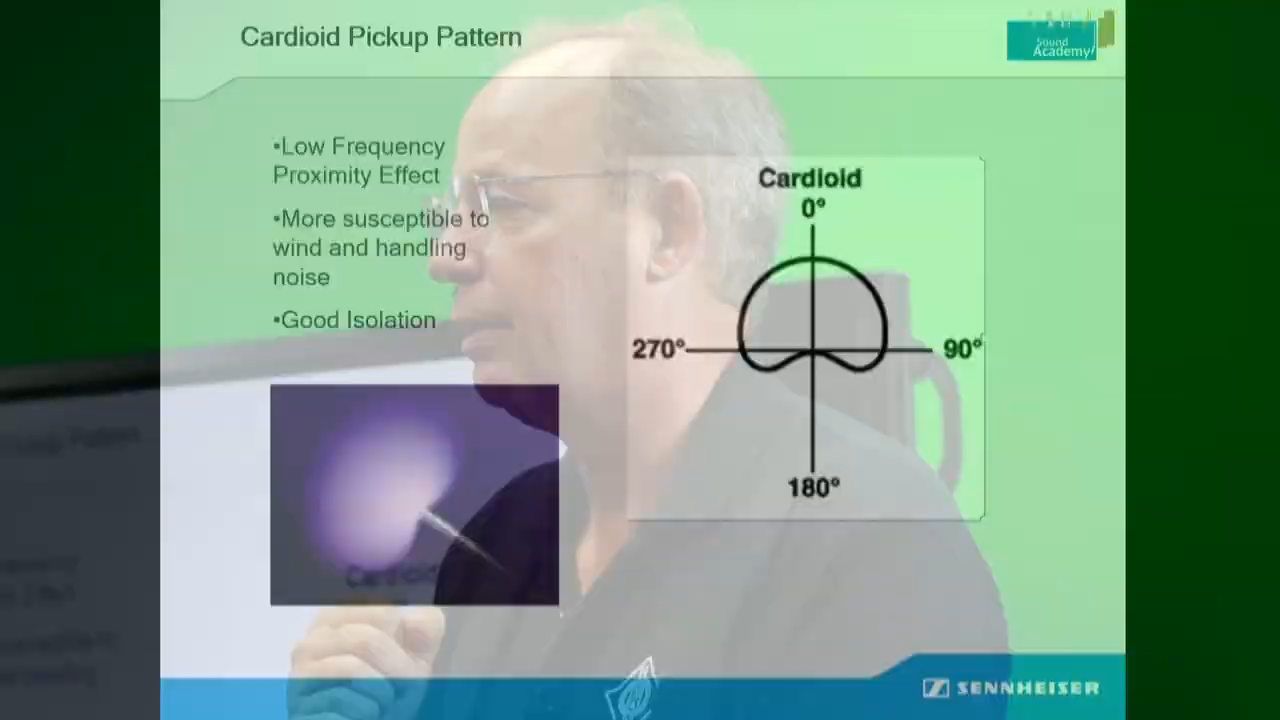 Cardioid Pickup Pattern
Sound
Academy
•Low Frequency
Proximity Effect
•More susceptible to
wind and handling
noise
•Good Isolation
Cardioid
0°
270°
90°
180°
Cardioid
SENNHEISER